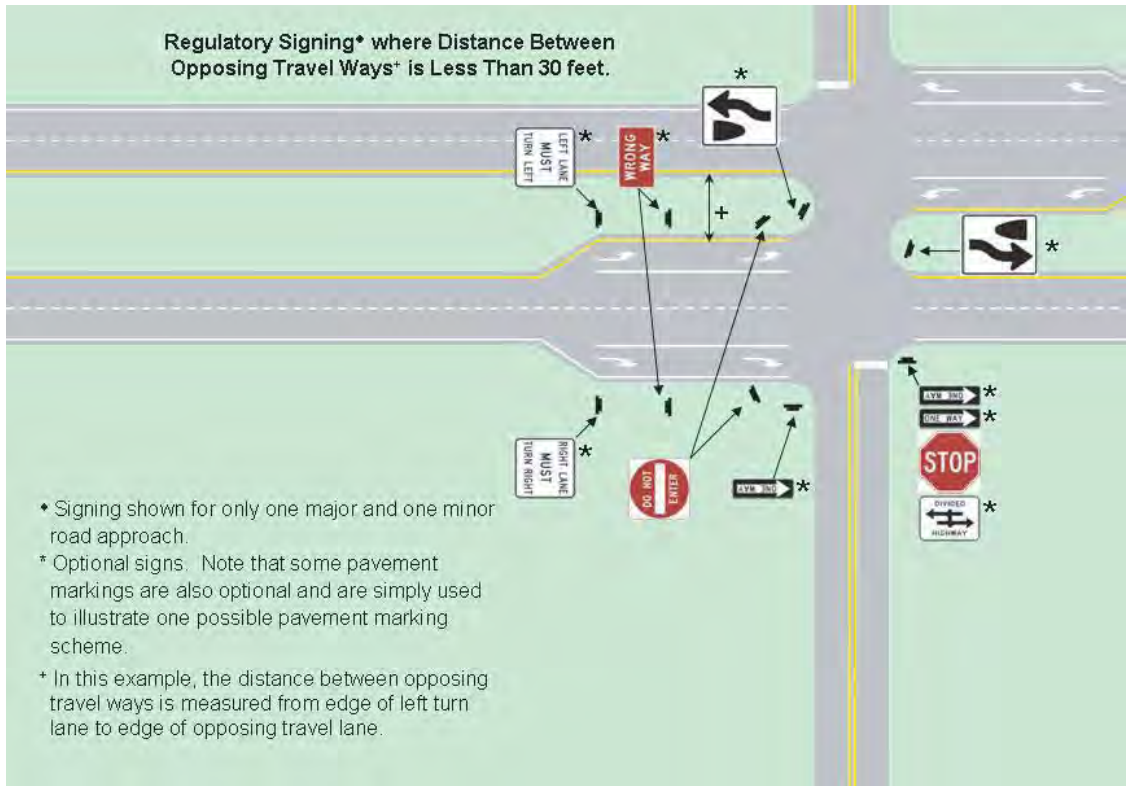 Regulatory Signing♦ where Distance Between
Opposing Travel Ways⁺ is Less Than 30 feet.
*
LEFT LANE
MUST
TURN LEFT
*
WRONG
WAY
*
+
*
RIGHT LANE
MUST
TURN RIGHT
*
DO NOT
ENTER
ONE WAY
*
ONE WAY
*
ONE WAY
*
STOP
DIVIDED
HIGHWAY
*
♦ Signing shown for only one major and one minor
road approach.
* Optional signs. Note that some pavement
markings are also optional and are simply used
to illustrate one possible pavement marking
scheme.
⁺ In this example, the distance between opposing
travel ways is measured from edge of left turn
lane to edge of opposing travel lane.